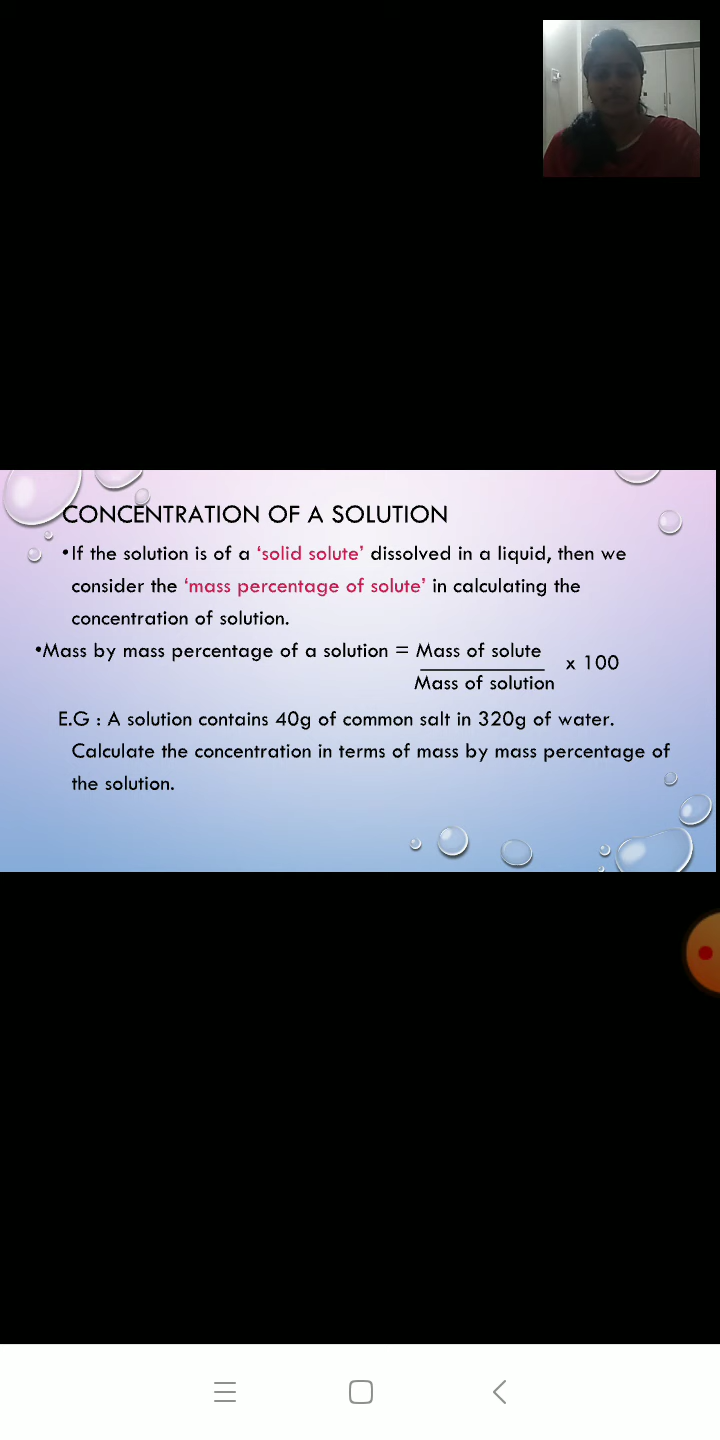 CONCENTRATION OF A SOLUTION
•If the solution is of a ‘solid solute’ dissolved in a liquid, then we
consider the ‘mass percentage of solute’ in calculating the
concentration of solution.
•Mass by mass percentage of a solution = Mass of solute
x 100
Mass of solution
E.G : A solution contains 40g of common salt in 320g of water.
Calculate the concentration in terms of mass by mass percentage of
the solution.